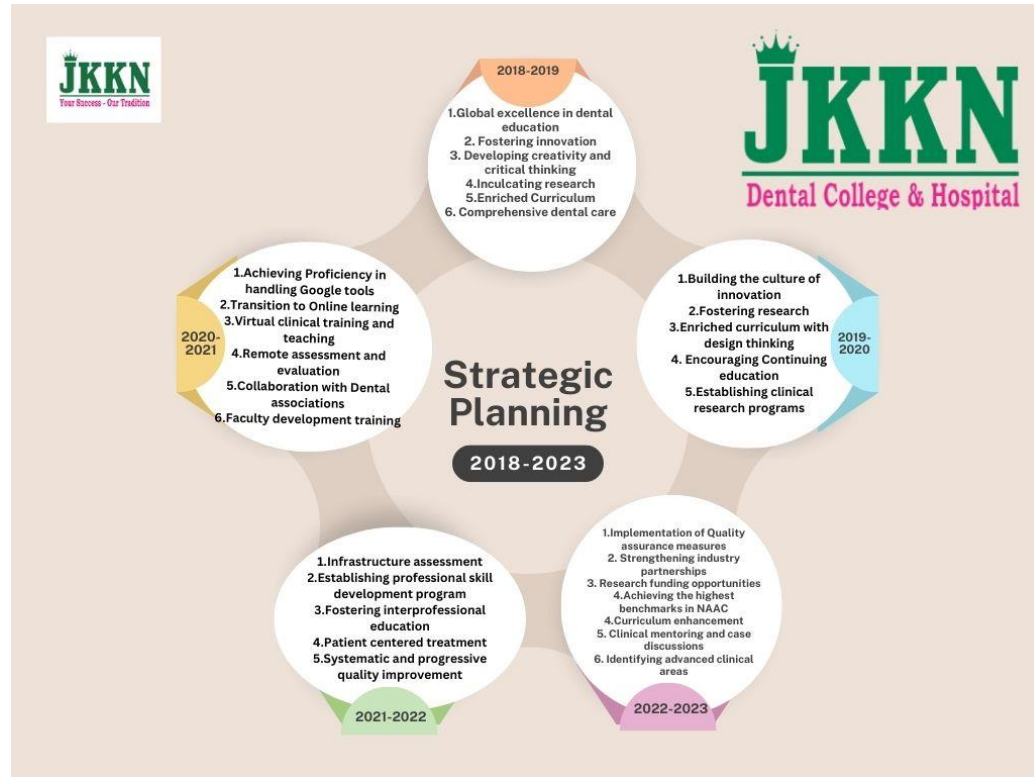 JKKN
Your Success - Our Tradition
JKKN
Dental College & Hospital
2018-2019
1.Global excellence in dental
education
2. Fostering innovation
3. Developing creativity and
critical thinking
4.Inculcating research
5.Enriched Curriculum
6. Comprehensive dental care
2019-
2020
1.Building the culture of
innovation
2.Fostering research
3.Enriched curriculum with
design thinking
4. Encouraging Continuing
education
5.Establishing clinical
research programs
2020-
2021
1.Achieving Proficiency in
handling Google tools
2.Transition to Online learning
3.Virtual clinical training and
teaching
4.Remote assessment and
evaluation
5.Collaboration with Dental
associations
6.Faculty development training
Strategic
Planning
2018-2023
1.Infrastructure assessment
2.Establishing professional skill
development program
3.Fostering interprofessional
education
4.Patient centered treatment
5.Systematic and progressive
quality improvement
2021-2022
1.Implementation of Quality
assurance measures
2. Strengthening industry
partnerships
3. Research funding opportunities
4.Achieving the highest
benchmarks in NAAC
4.Curriculum enhancement
5. Clinical mentoring and case
discussions
6. Identifying advanced clinical
areas
2022-2023